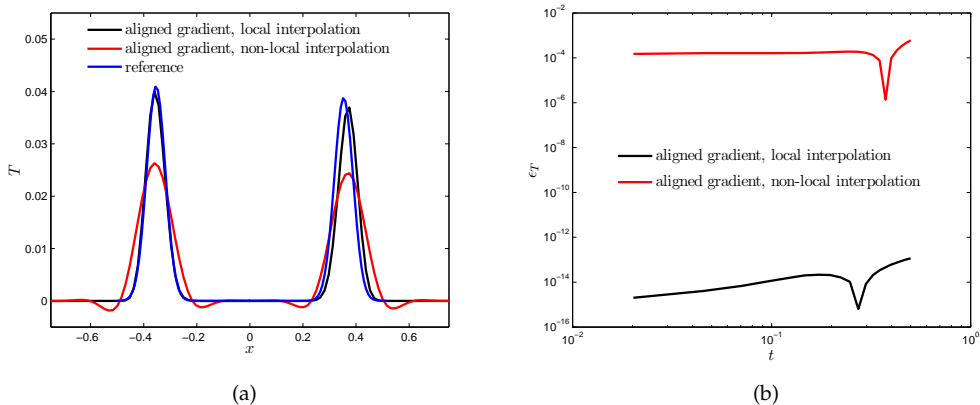 aligned gradient, local interpolation
aligned gradient, non-local interpolation
reference
0.05
0.04
0.03
0.02
0.01
0
T
−0.6
−0.4
−0.2
0
0.2
0.4
0.6
x
(a)
10^−4
10^−2
10^−4
10^−6
10^−8
10^−10
10^−12
10^−14
10^−16
ϵ_T
aligned gradient, local interpolation
aligned gradient, non-local interpolation
10^−2
10^−1
10^0
t
(b)